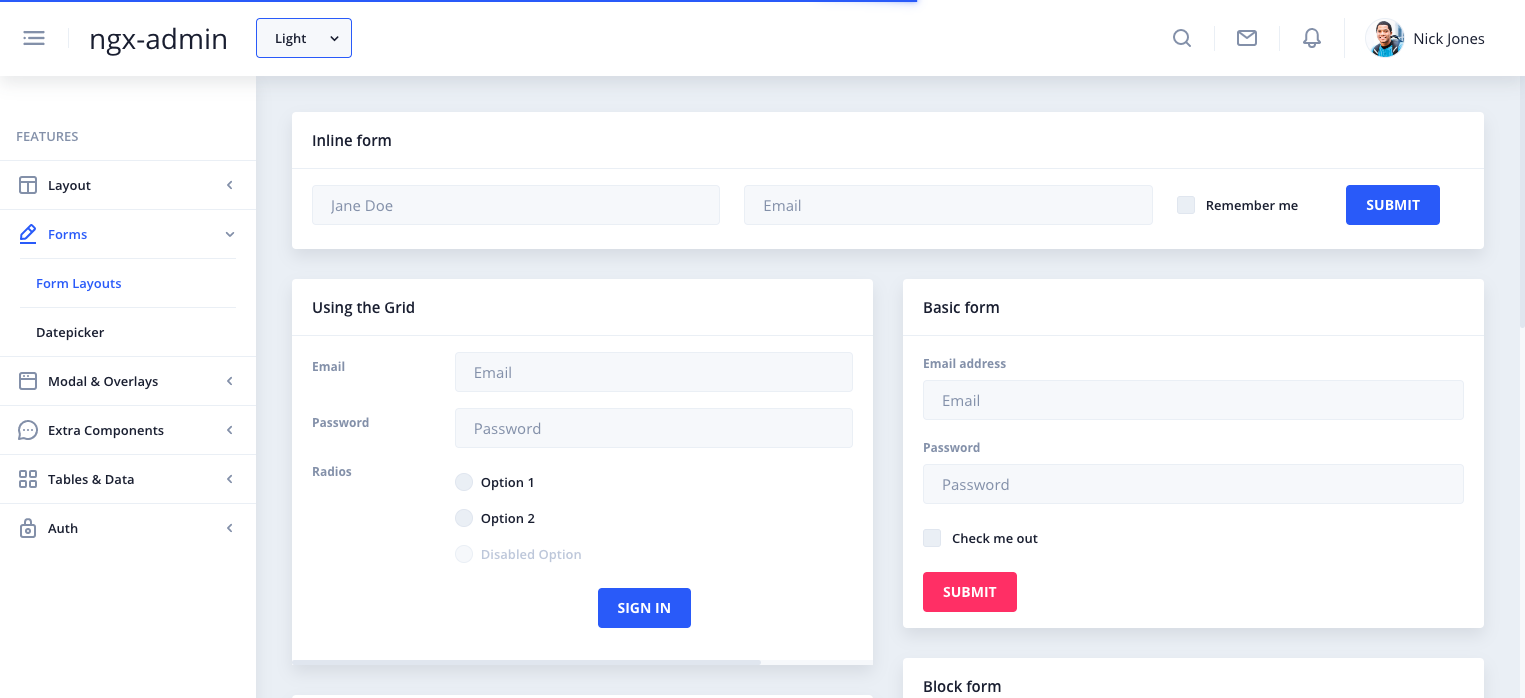 ngx-admin
Light
Nick Jones
FEATURES
Layout
Forms
Form Layouts
Datepicker
Modal & Overlays
Extra Components
Tables & Data
Auth
Inline form
Jane Doe
Email
Remember me
SUBMIT
Using the Grid
Email
Email
Password
Password
Radios
Option 1
Option 2
Disabled Option
SIGN IN
Basic form
Email address
Email
Password
Password
Check me out
SUBMIT
Block form